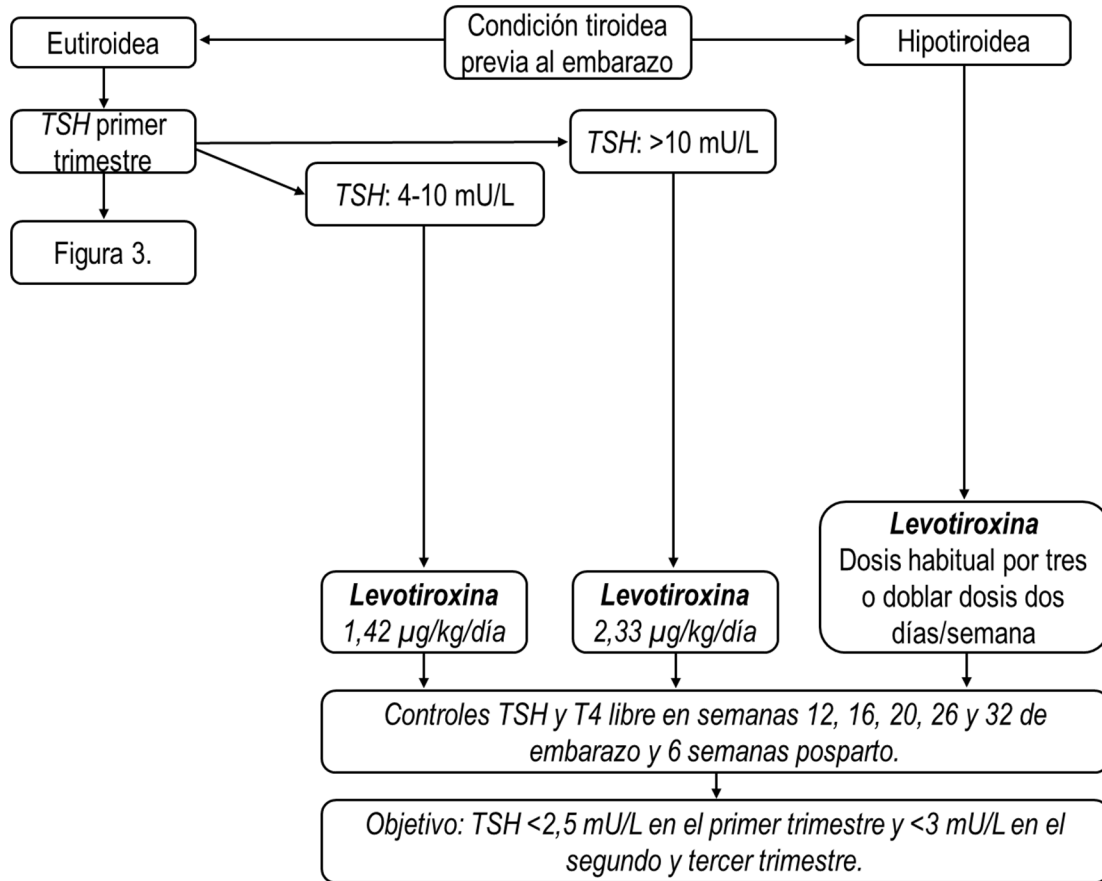 Condición tiroidea
previa al embarazo
Eutiroidea
Hipotiroidea
TSH primer
trimestre
TSH: >10 mU/L
TSH: 4-10 mU/L
Figura 3.
Levotiroxina
1,42 µg/kg/día
Levotiroxina
2,33 µg/kg/día
Levotiroxina
Dosis habitual por tres
o doblar dosis dos
días/semana
Controles TSH y T4 libre en semanas 12, 16, 20, 26 y 32 de
embarazo y 6 semanas posparto.
Objetivo: TSH <2,5 mU/L en el primer trimestre y <3 mU/L en el
segundo y tercer trimestre.